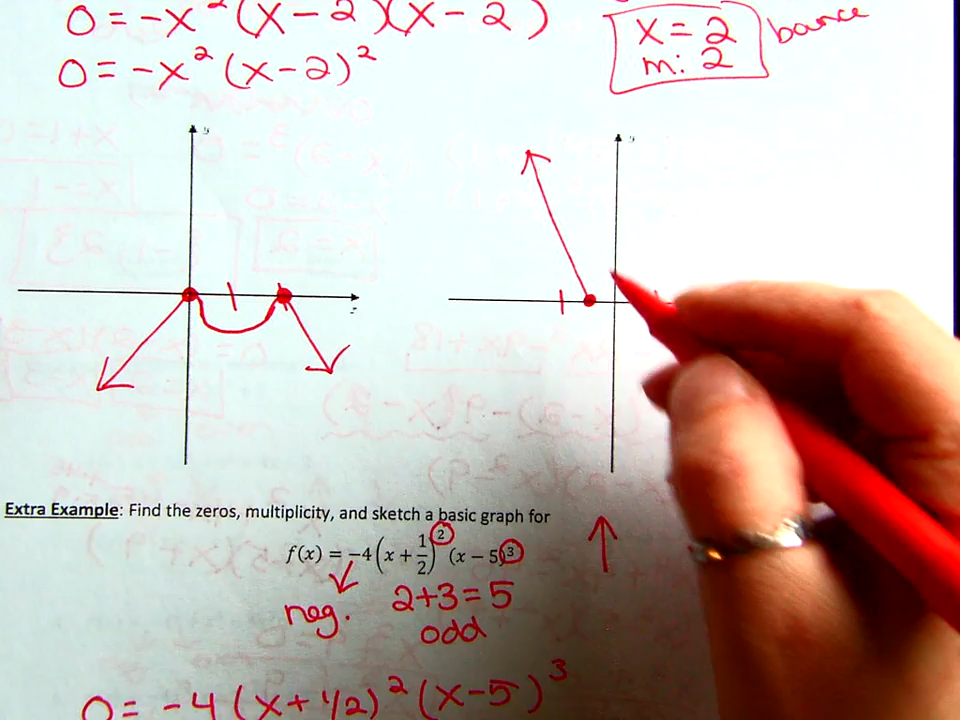 0 = -x²(x-2)(x-2)
0 = -x²(x-2)²
x = 2
m: 2
bounce
y
y
x
Extra Example: Find the zeros, multiplicity, and sketch a basic graph for
f(x) = -4(x + 1/2)²(x - 5)³
neg.
2+3=5
odd
0 = -4(x+1/2)²(x-5)³